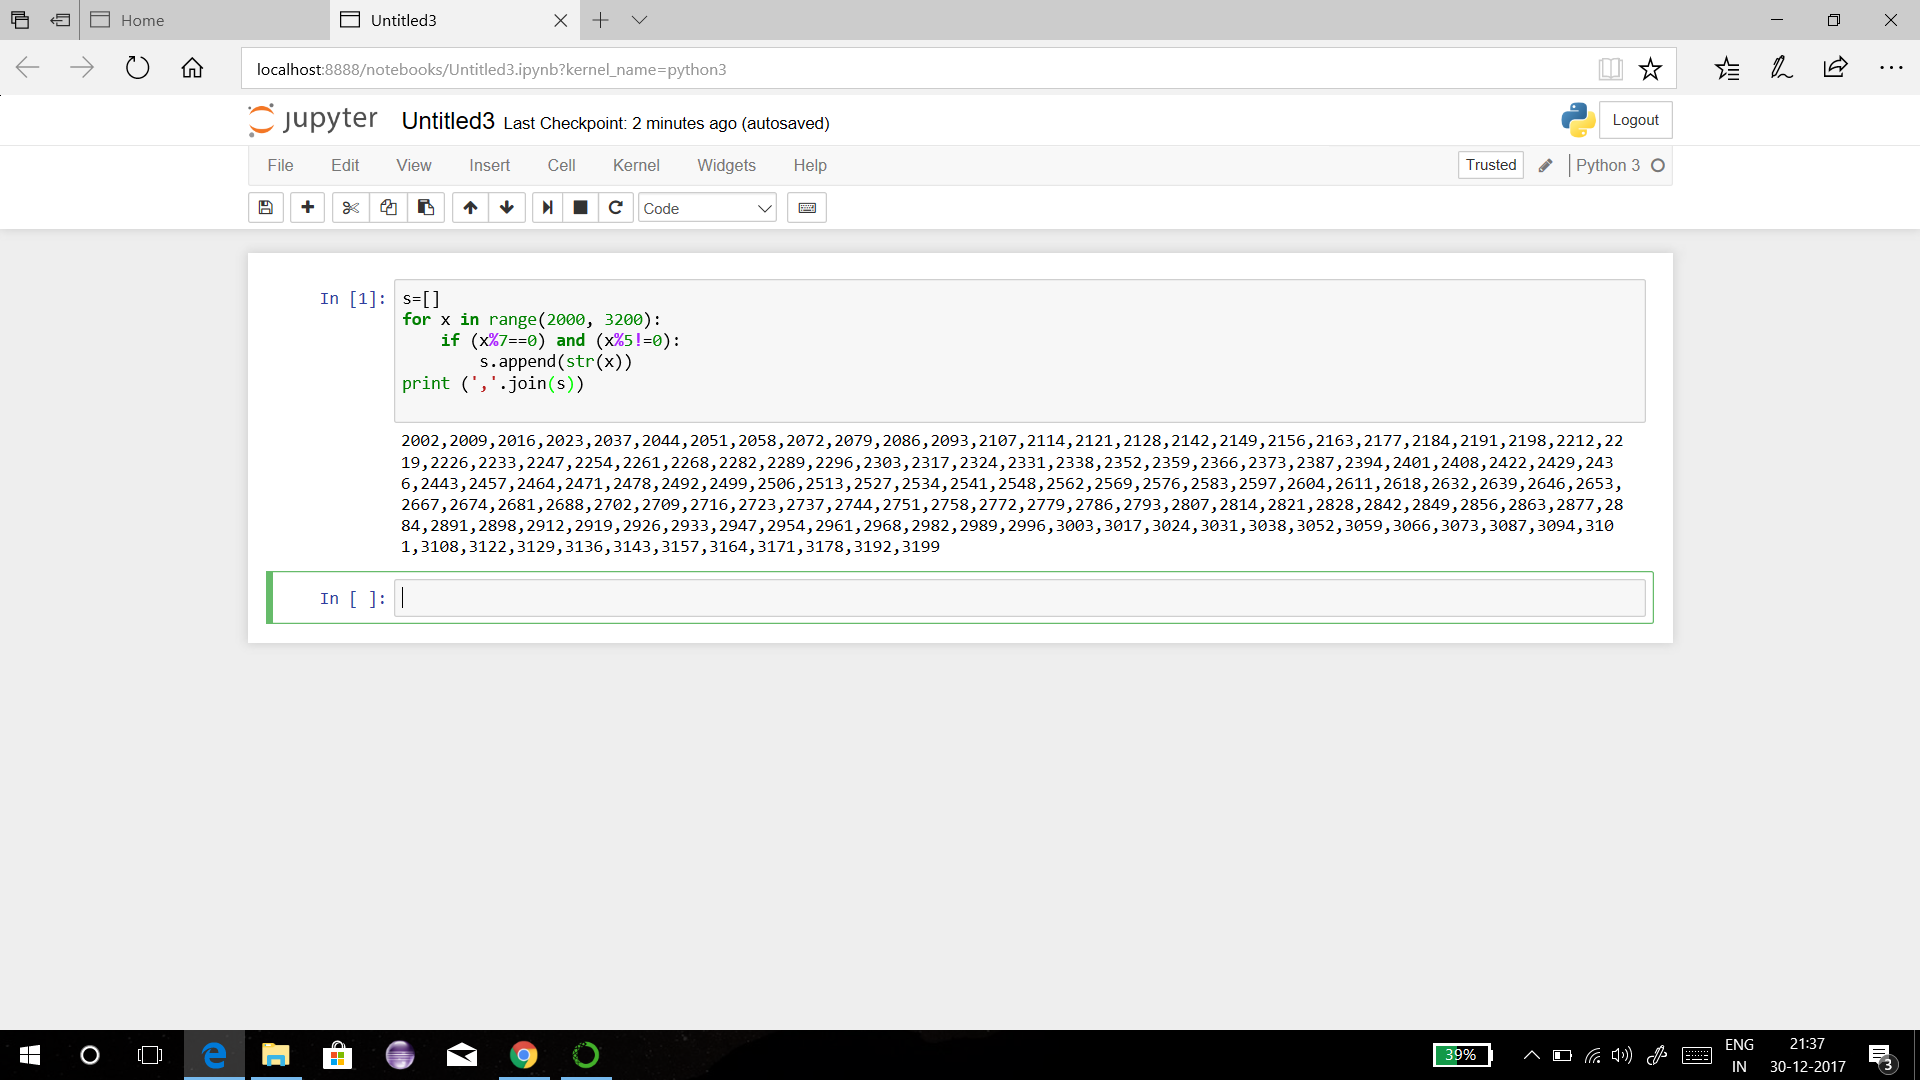 Home
Untitled3
localhost:8888/notebooks/Untitled3.ipynb?kernel_name=python3
jupyter Untitled3 Last Checkpoint: 2 minutes ago (autosaved)
Logout
File Edit View Insert Cell Kernel Widgets Help
Trusted
Python 3
Code
In [1]:
s=[]
for x in range(2000, 3200):
    if (x%7==0) and (x%5!=0):
        s.append(str(x))
print (','.join(s))
2002,2009,2016,2023,2037,2044,2051,2058,2072,2079,2086,2093,2107,2114,2121,2128,2142,2149,2156,2163,2177,2184,2191,2198,2212,22
19,2226,2233,2247,2254,2261,2268,2282,2289,2296,2303,2317,2324,2331,2338,2352,2359,2366,2373,2387,2394,2401,2408,2422,2429,243
6,2443,2457,2464,2471,2478,2492,2499,2506,2513,2527,2534,2541,2548,2562,2569,2576,2583,2597,2604,2611,2618,2632,2639,2646,2653,
2667,2674,2681,2688,2702,2709,2716,2723,2737,2744,2751,2758,2772,2779,2786,2793,2807,2814,2821,2828,2842,2849,2856,2863,2877,28
84,2891,2898,2912,2919,2926,2933,2947,2954,2961,2968,2982,2989,2996,3003,3017,3024,3031,3038,3052,3059,3066,3073,3087,3094,310
1,3108,3122,3129,3136,3143,3157,3164,3171,3178,3192,3199
In [ ]:
39%
ENG
IN
21:37
30-12-2017
3